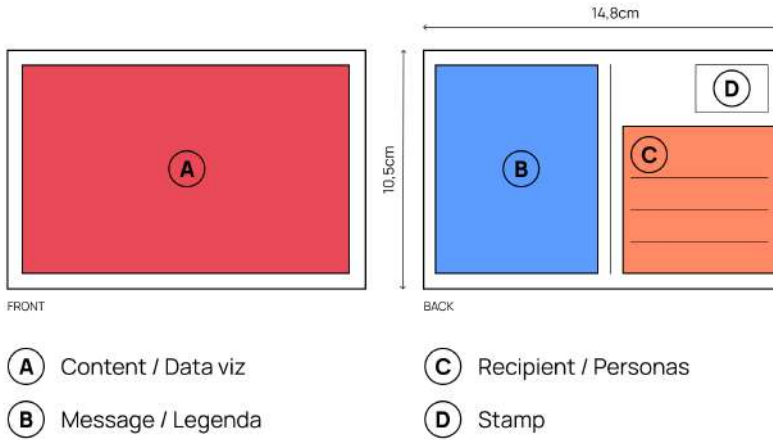 14,8cm
A
10,5cm
B
C
D
FRONT
BACK
A Content / Data viz
B Message / Legenda
C Recipient / Personas
D Stamp